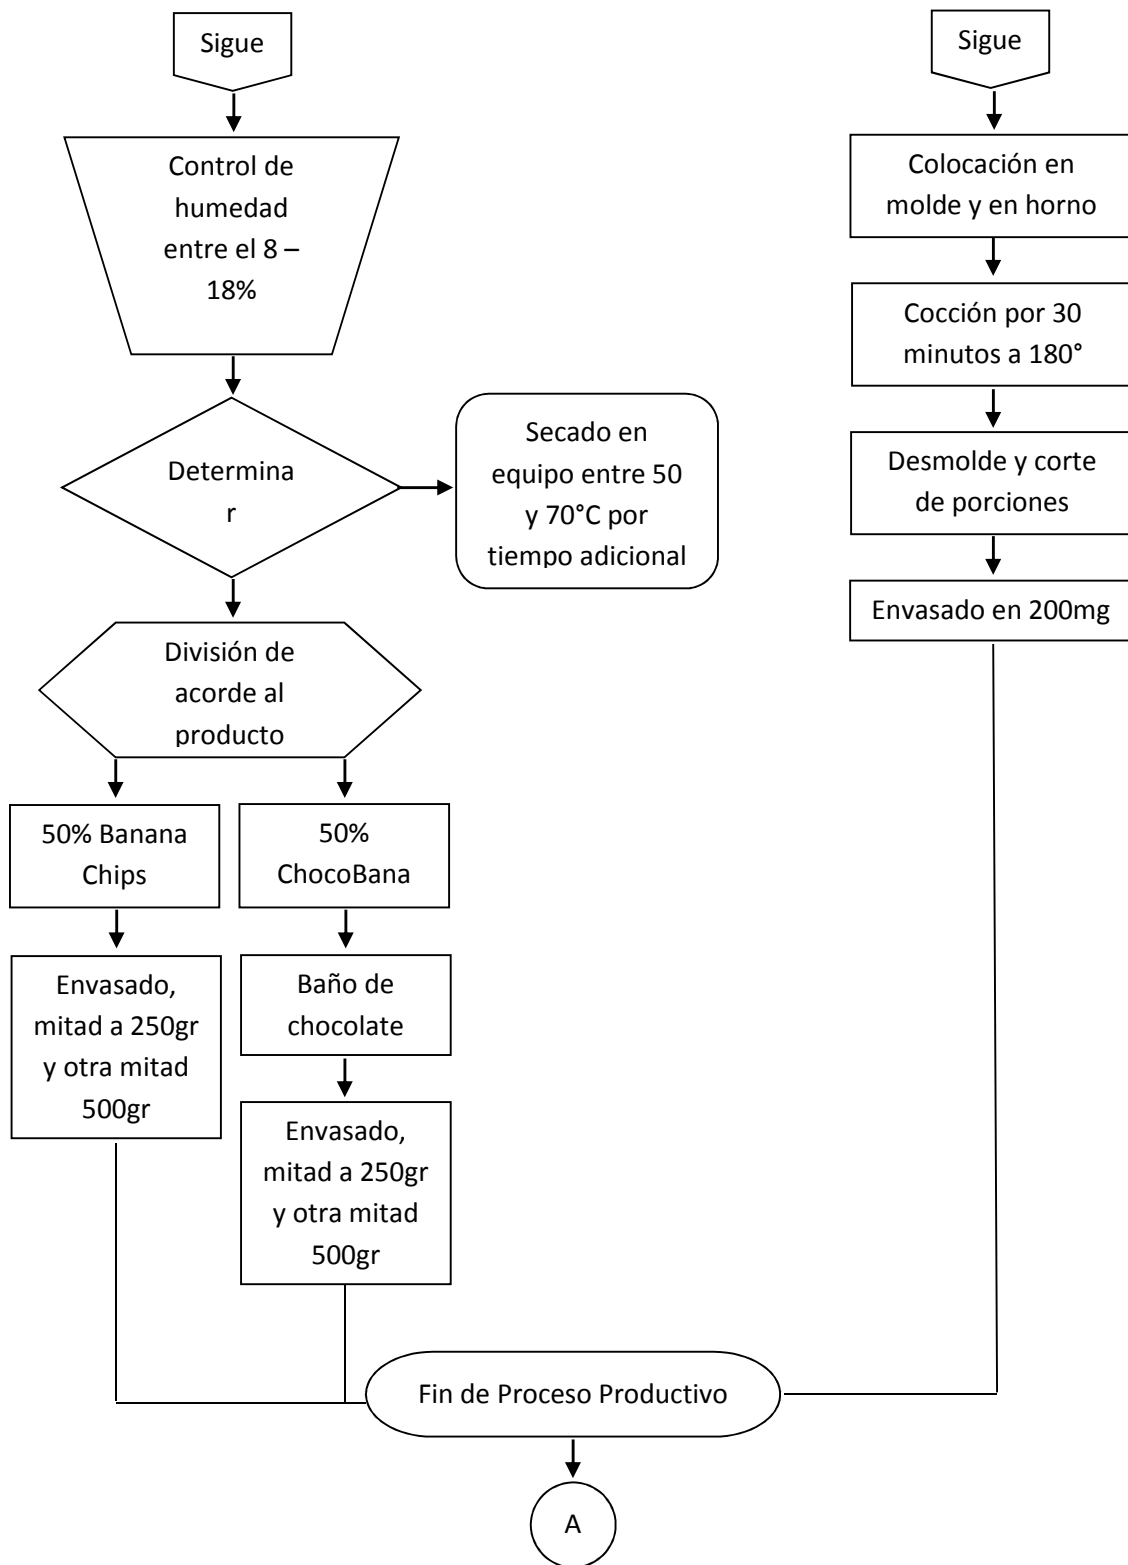 Sigue
Control de
humedad
entre el 8 –
18%
Determina
r
Secado en
equipo entre 50
y 70°C por
tiempo adicional
División de
acorde al
producto
50% Banana
Chips
50%
ChocoBana
Envasado,
mitad a 250gr
y otra mitad
500gr
Baño de
chocolate
Envasado,
mitad a 250gr
y otra mitad
500gr
Sigue
Colocación en
molde y en horno
Cocción por 30
minutos a 180°
Desmolde y corte
de porciones
Envasado en 200mg
Fin de Proceso Productivo
A